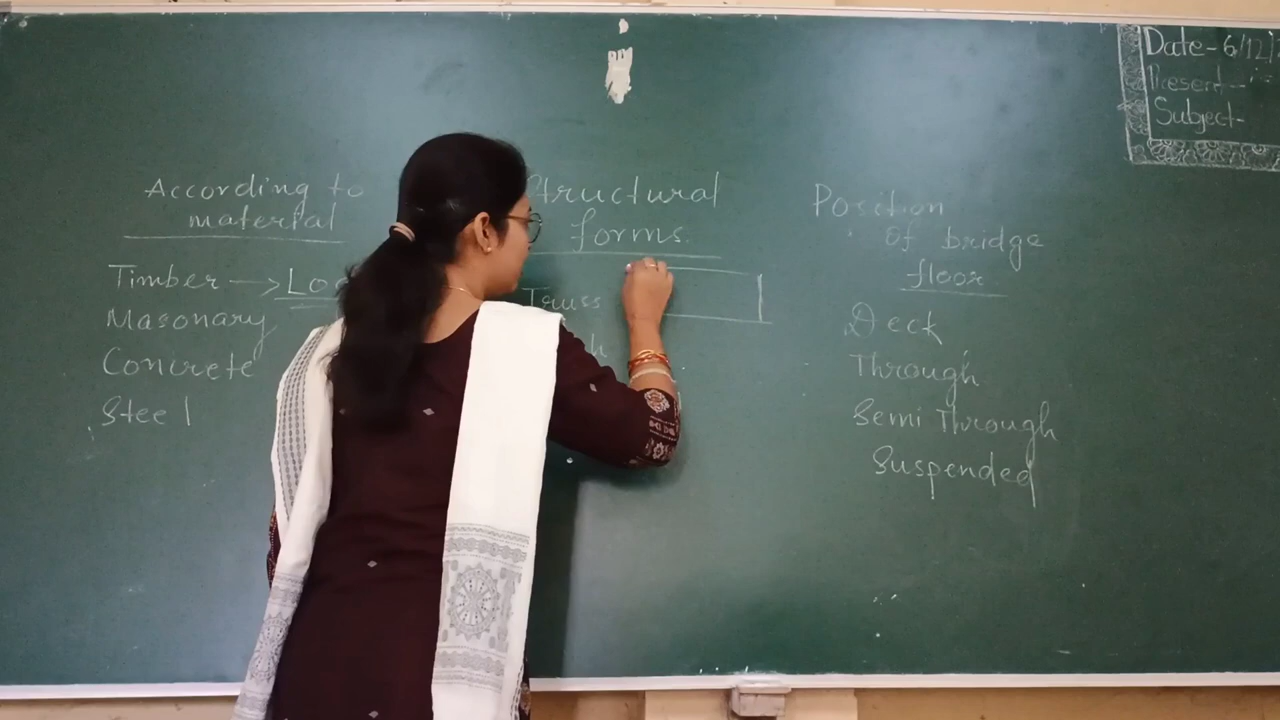 According to
material
Timber → Loc
Masonary
Concrete
Steel
Structural
forms.
Truss
Position
of bridge
floor
Deck
Through
Semi Through
Suspended
Date-6/12/
Present-
Subject-